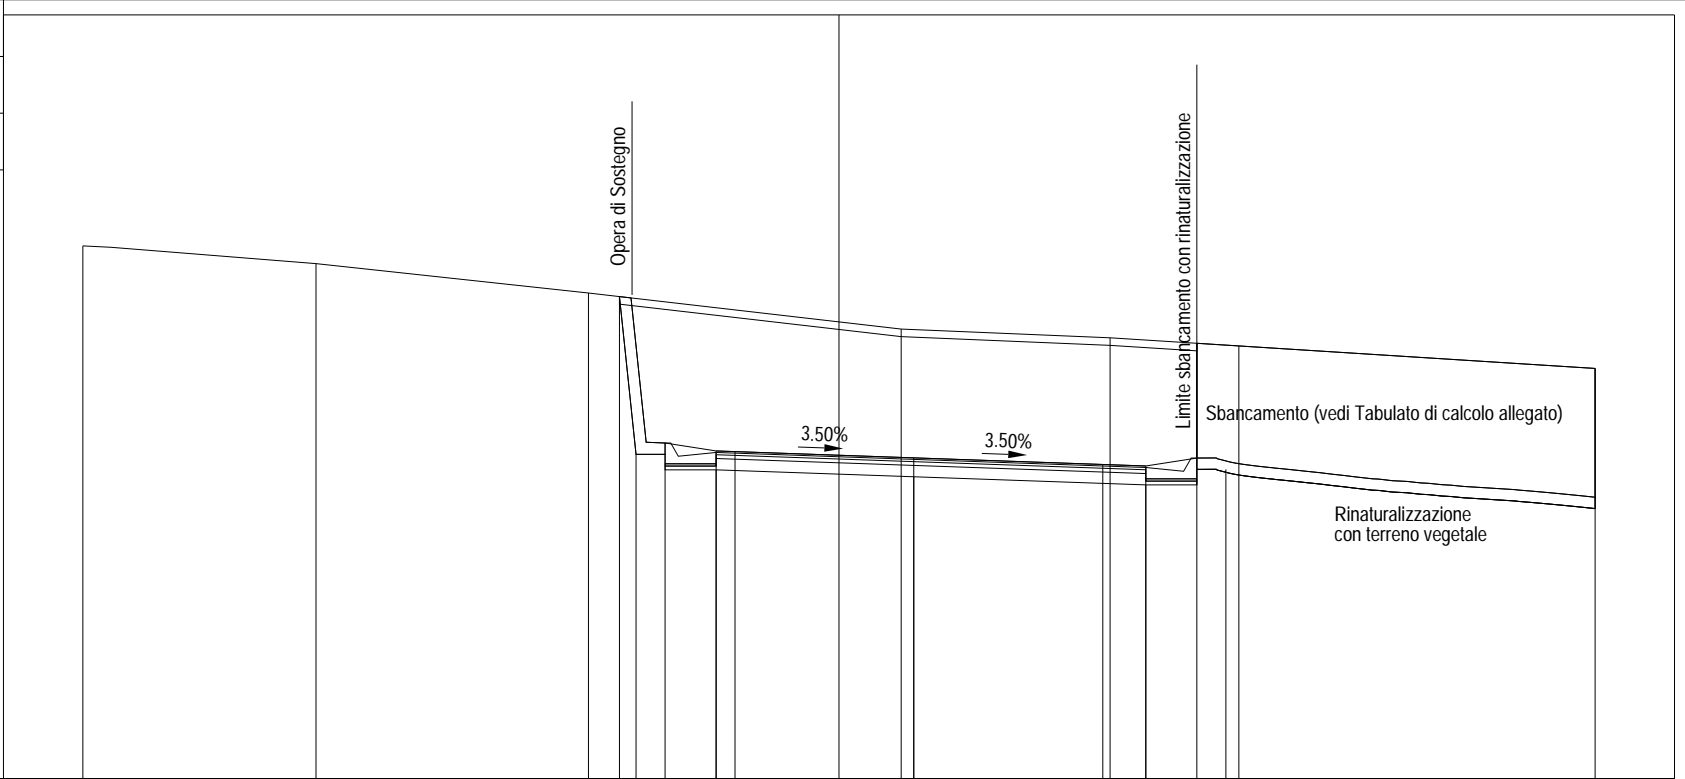 Opera di Sostegno
Limite sbancamento con rinaturalizzazione
3.50%
3.50%
Sbancamento (vedi Tabulato di calcolo allegato)
Rinaturalizzazione
con terreno vegetale